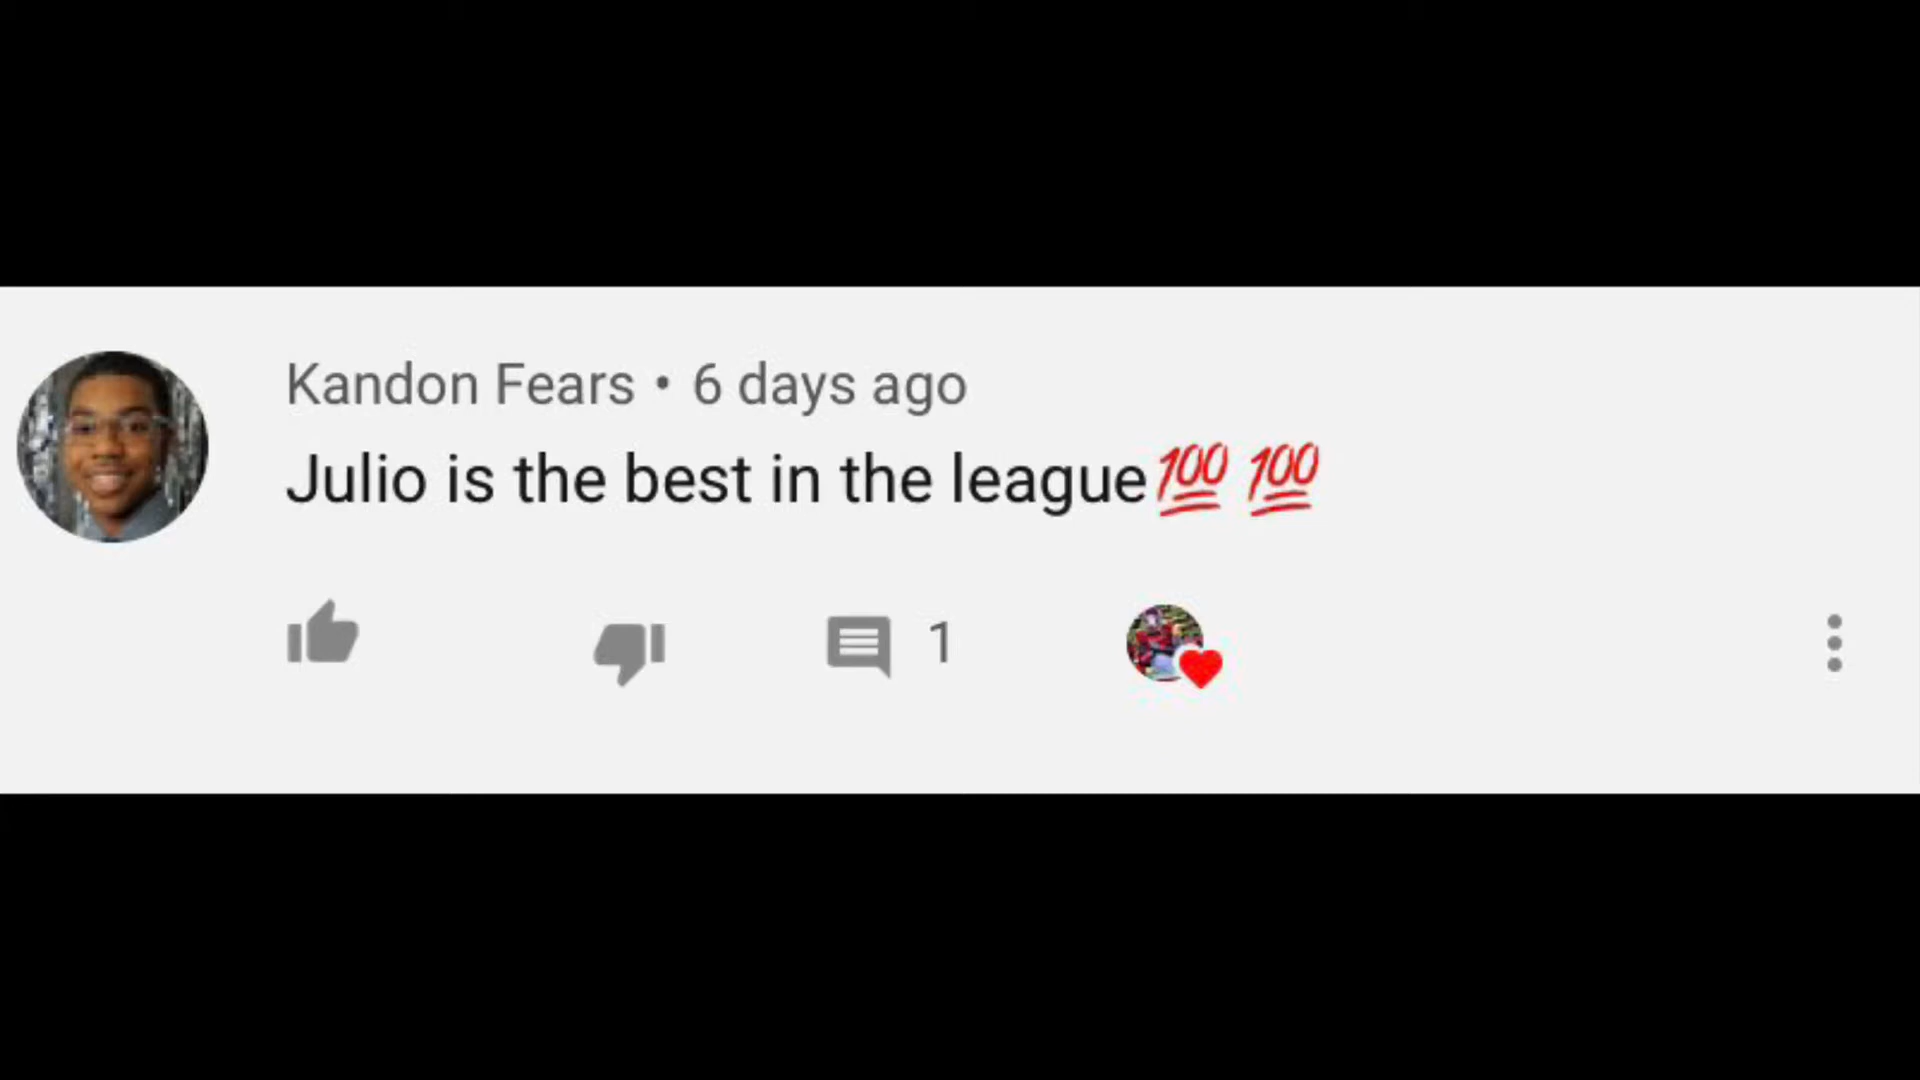 Kandon Fears • 6 days ago
Julio is the best in the league💯 💯
1